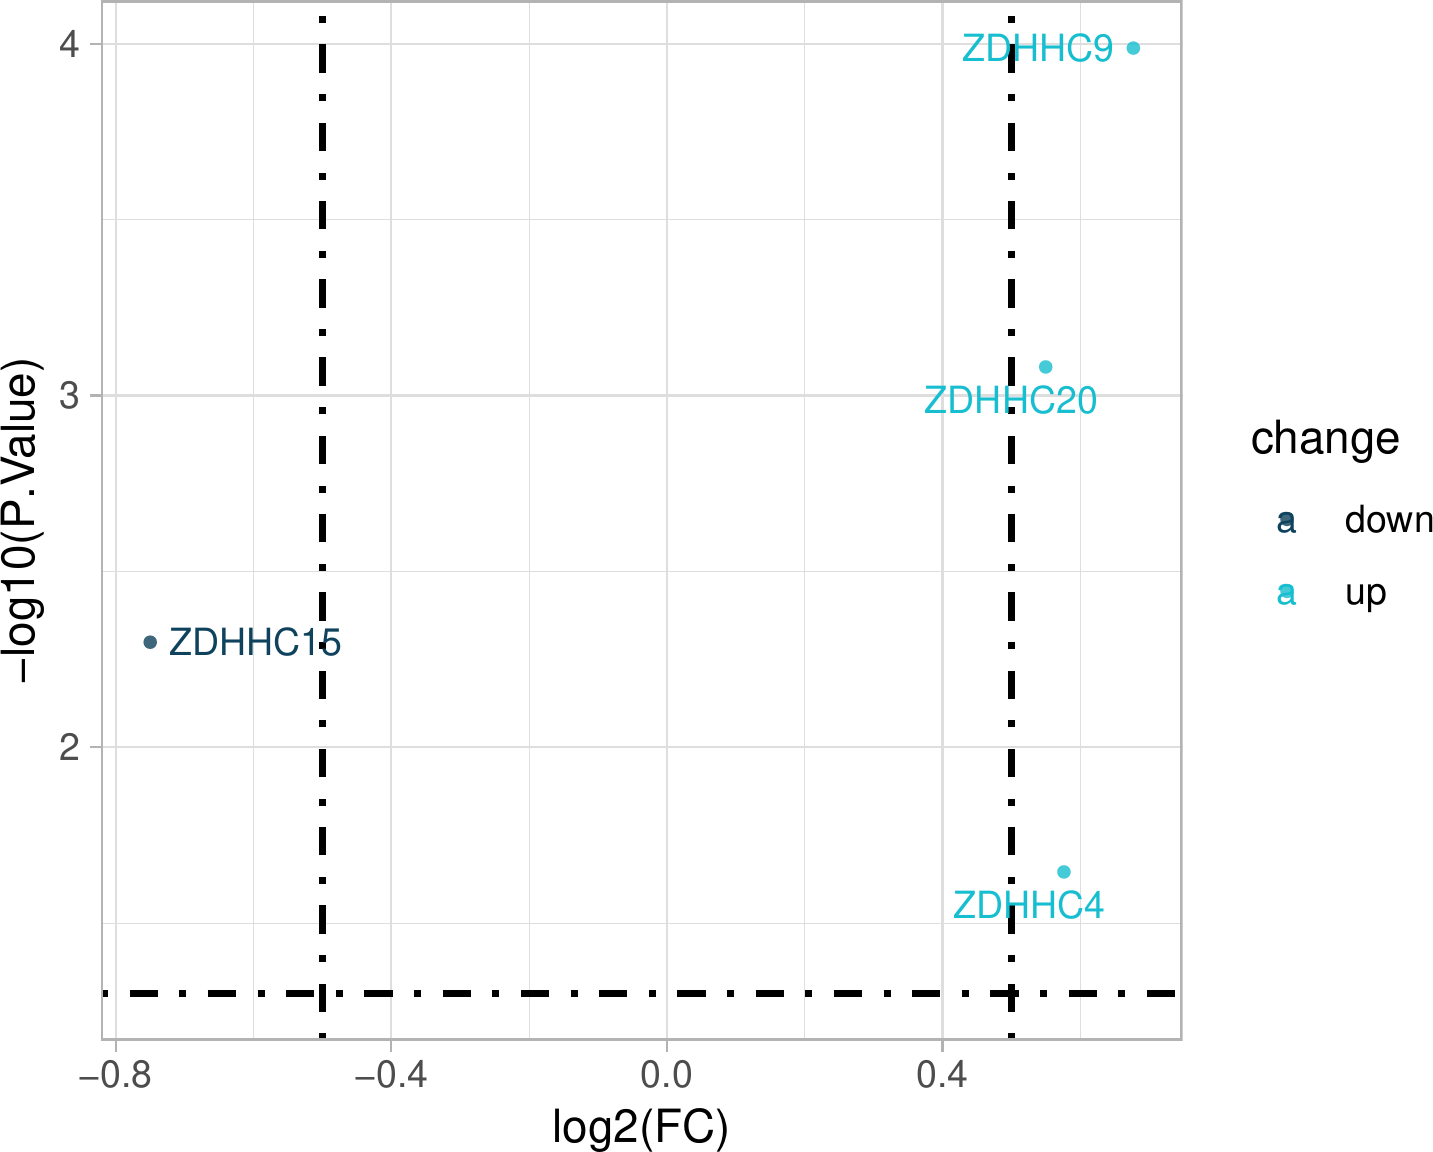 4
ZDHHC9
3
ZDHHC20
change
a down
a up
ZDHHC15
2
ZDHHC4
−log10(P.Value)
−0.8 −0.4 0.0 0.4
log2(FC)